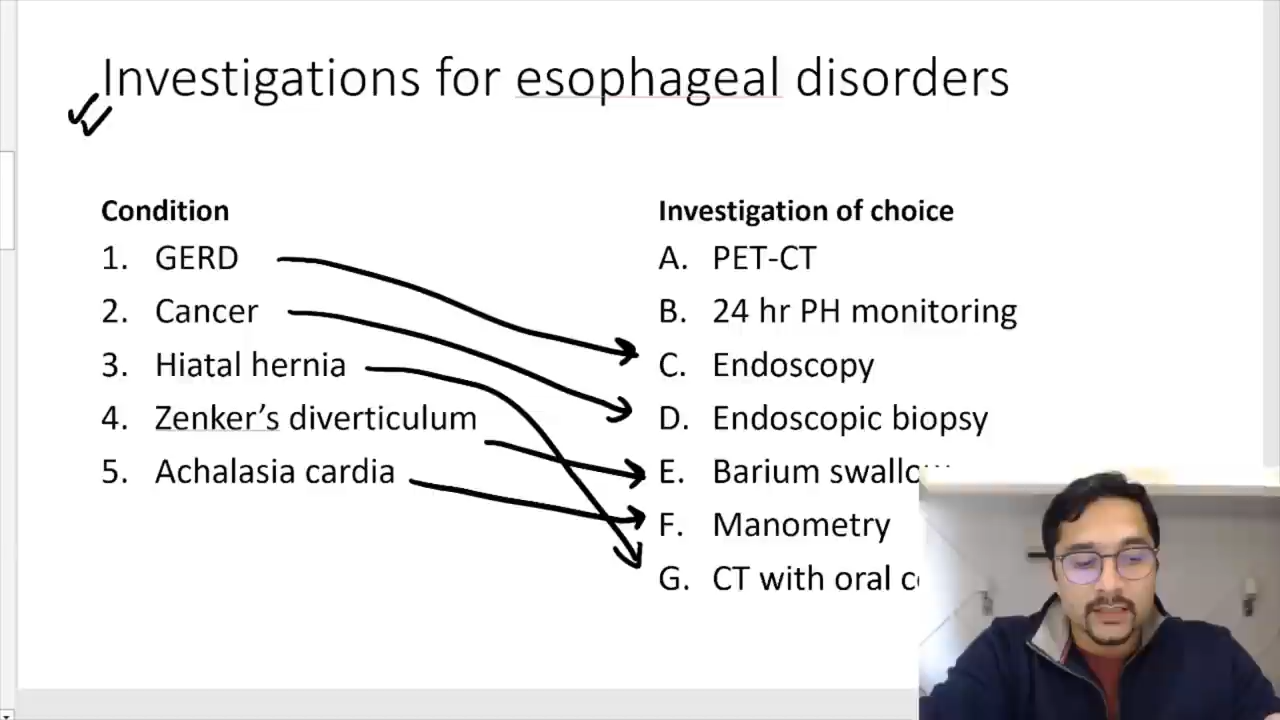 Investigations for esophageal disorders
Condition
1. GERD
2. Cancer
3. Hiatal hernia
4. Zenker's diverticulum
5. Achalasia cardia
Investigation of choice
A. PET-CT
B. 24 hr PH monitoring
C. Endoscopy
D. Endoscopic biopsy
E. Barium
F. Manometry
G. CT with oral